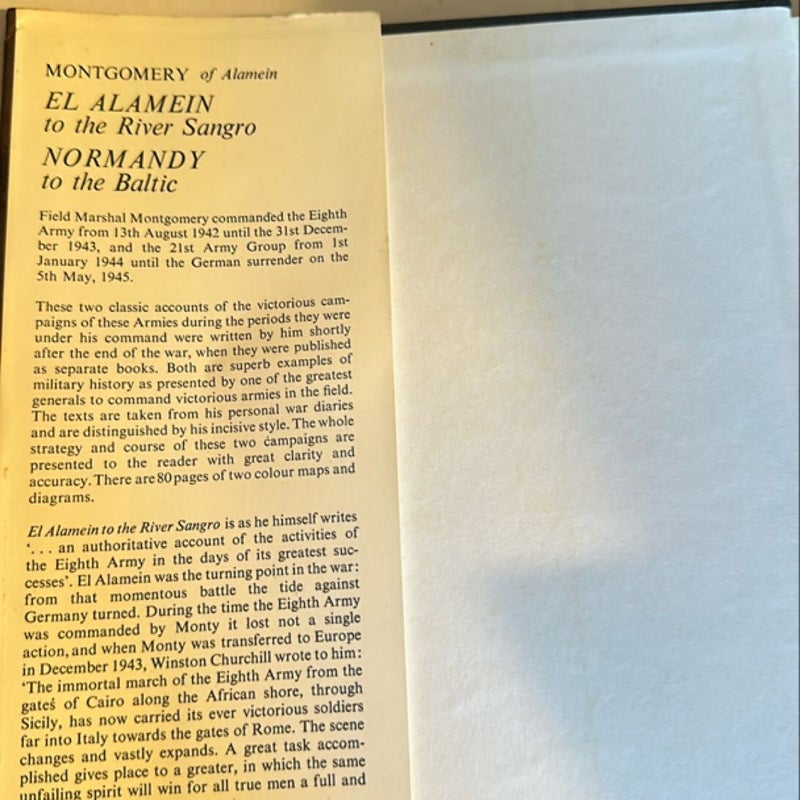 MONTGOMERY of Alamein
EL ALAMEIN
to the River Sangro
NORMANDY
to the Baltic
Field Marshal Montgomery commanded the Eighth
Army from 13th August 1942 until the 31st Decem-
ber 1943, and the 21st Army Group from 1st
January 1944 until the German surrender on the
5th May, 1945.
These two classic accounts of the victorious cam-
paigns of these Armies during the periods they were
under his command were written by him shortly
after the end of the war, when they were published
as separate books. Both are superb examples of
military history as presented by one of the greatest
generals to command victorious armies in the field.
The texts are taken from his personal war diaries
and are distinguished by his incisive style. The whole
strategy and course of these two campaigns are
presented to the reader with great clarity and
accuracy. There are 80 pages of two colour maps and
diagrams.
El Alamein to the River Sangro is as he himself writes
‘. . . an authoritative account of the activities of
the Eighth Army in the days of its greatest suc-
cesses’. El Alamein was the turning point in the war:
from that momentous battle the tide against
Germany turned. During the time the Eighth Army
was commanded by Monty it lost not a single
action, and when Monty was transferred to Europe
in December 1943, Winston Churchill wrote to him:
‘The immortal march of the Eighth Army from the
gates of Cairo along the African shore, through
Sicily, has now carried its ever victorious soldiers
far into Italy towards the gates of Rome. The scene
changes and vastly expands. A great task accom-
plished gives place to a greater, in which the same
unfailing spirit will win for all true men a full and